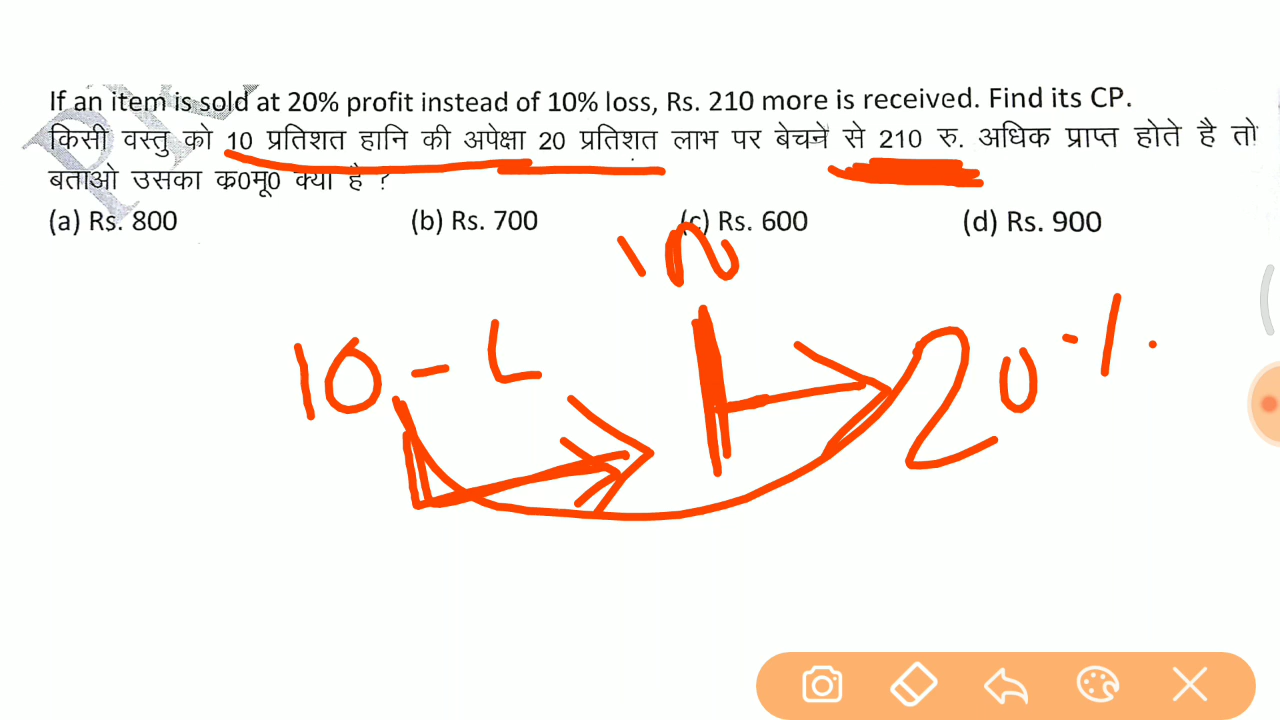 If an item is sold at 20% profit instead of 10% loss, Rs. 210 more is received. Find its CP.
किसी वस्तु को 10 प्रतिशत हानि की अपेक्षा 20 प्रतिशत लाभ पर बेचने से 210 रु. अधिक प्राप्त होते है तो
बताओ उसका क0मू0 क्या है ?
(a) Rs. 800 (b) Rs. 700 (c) Rs. 600 (d) Rs. 900
10 - L 20 %